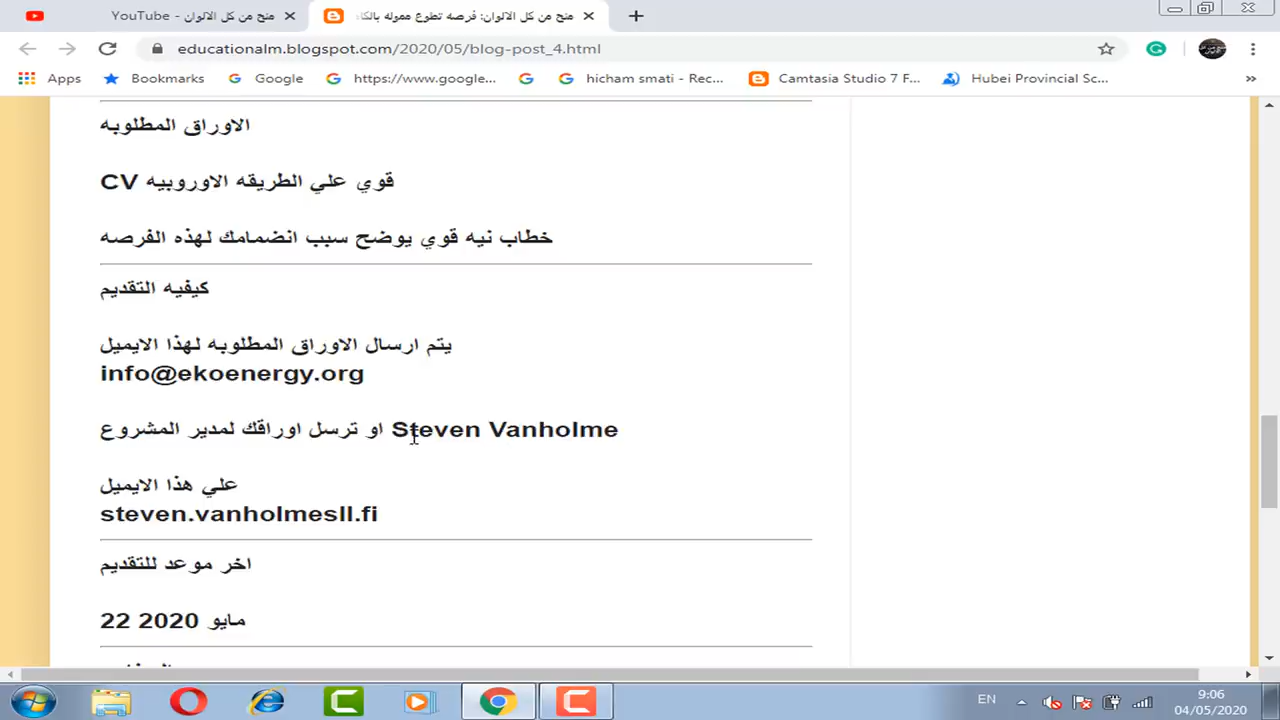 منح من كل الالوان - YouTube
منح من كل الالوان: فرصه تطوع مموله بالكا
educationalm.blogspot.com/2020/05/blog-post_4.html
Apps
Bookmarks
Google
https://www.google...
hicham smati - Rec...
Camtasia Studio 7 F...
Hubei Provincial Sc...
»
الاوراق المطلوبه
قوي علي الطريقه الاوروبيه CV
خطاب نيه قوي يوضح سبب انضمامك لهذه الفرصه
كيفيه التقديم
يتم ارسال الاوراق المطلوبه لهذا الايميل
info@ekoenergy.org
او ترسل اوراقك لمدير المشروع Steven Vanholme
علي هذا الايميل
steven.vanholmesll.fi
اخر موعد للتقديم
22 مايو 2020
EN
9:06
04/05/2020